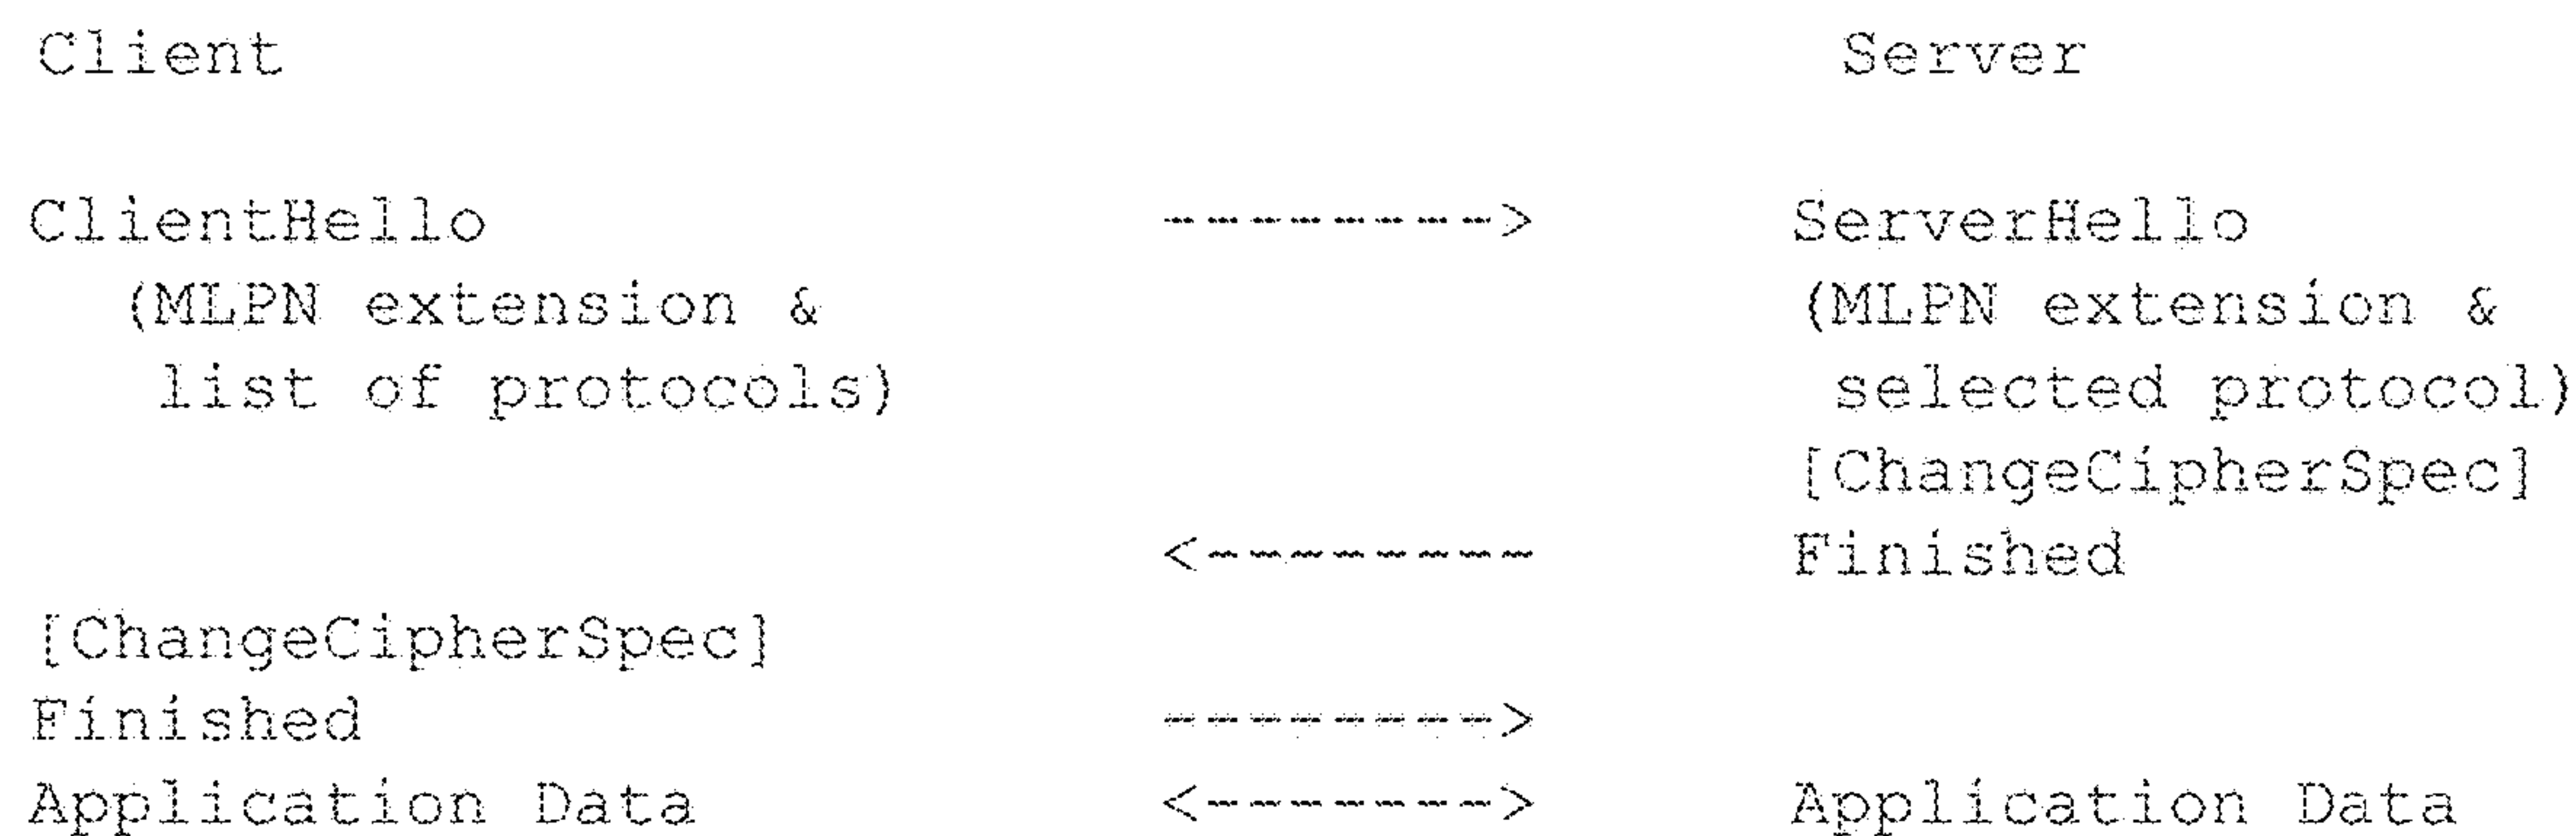 Client Server
ClientHello --------> ServerHello
(MLPN extension & (MLPN extension &
list of protocols) selected protocol)
[ChangeCipherSpec]
<-------- Finished
[ChangeCipherSpec]
Finished -------->
Application Data <-------> Application Data